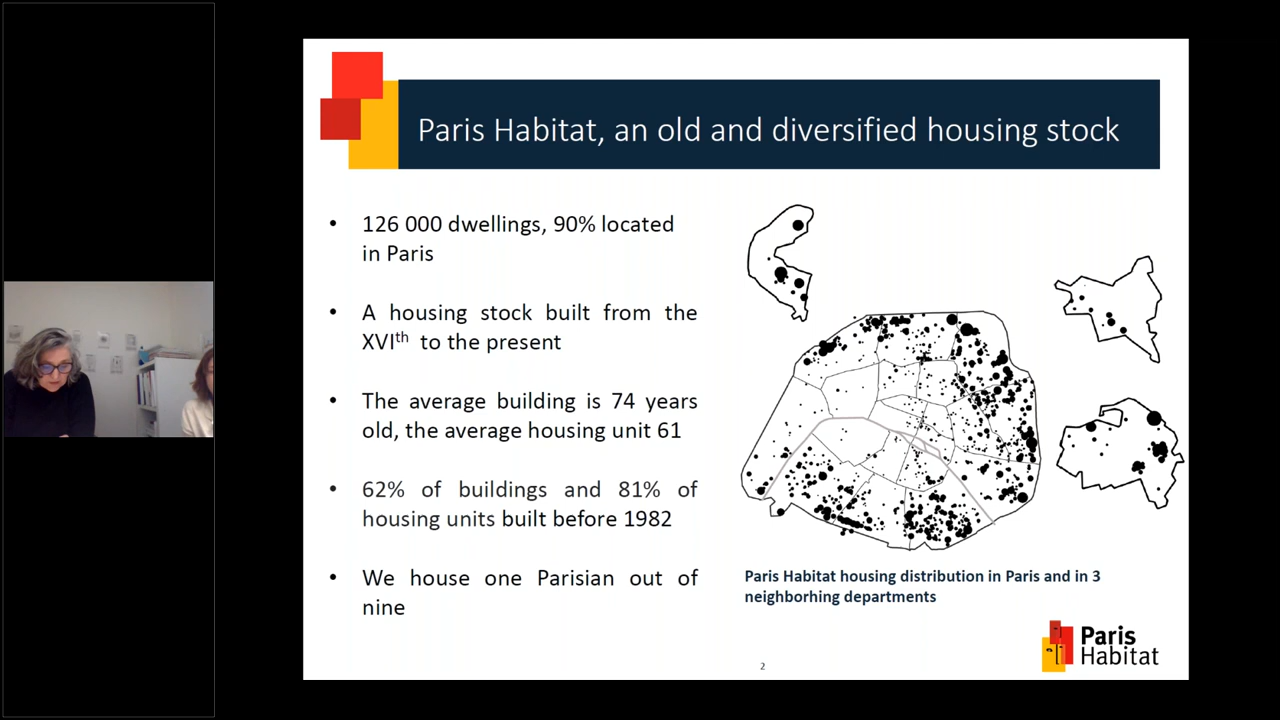 Paris Habitat, an old and diversified housing stock
• 126 000 dwellings, 90% located
in Paris
• A housing stock built from the
XVIth to the present
• The average building is 74 years
old, the average housing unit 61
• 62% of buildings and 81% of
housing units built before 1982
• We house one Parisian out of
nine
Paris Habitat housing distribution in Paris and in 3
neighborhing departments
Paris
Habitat
2